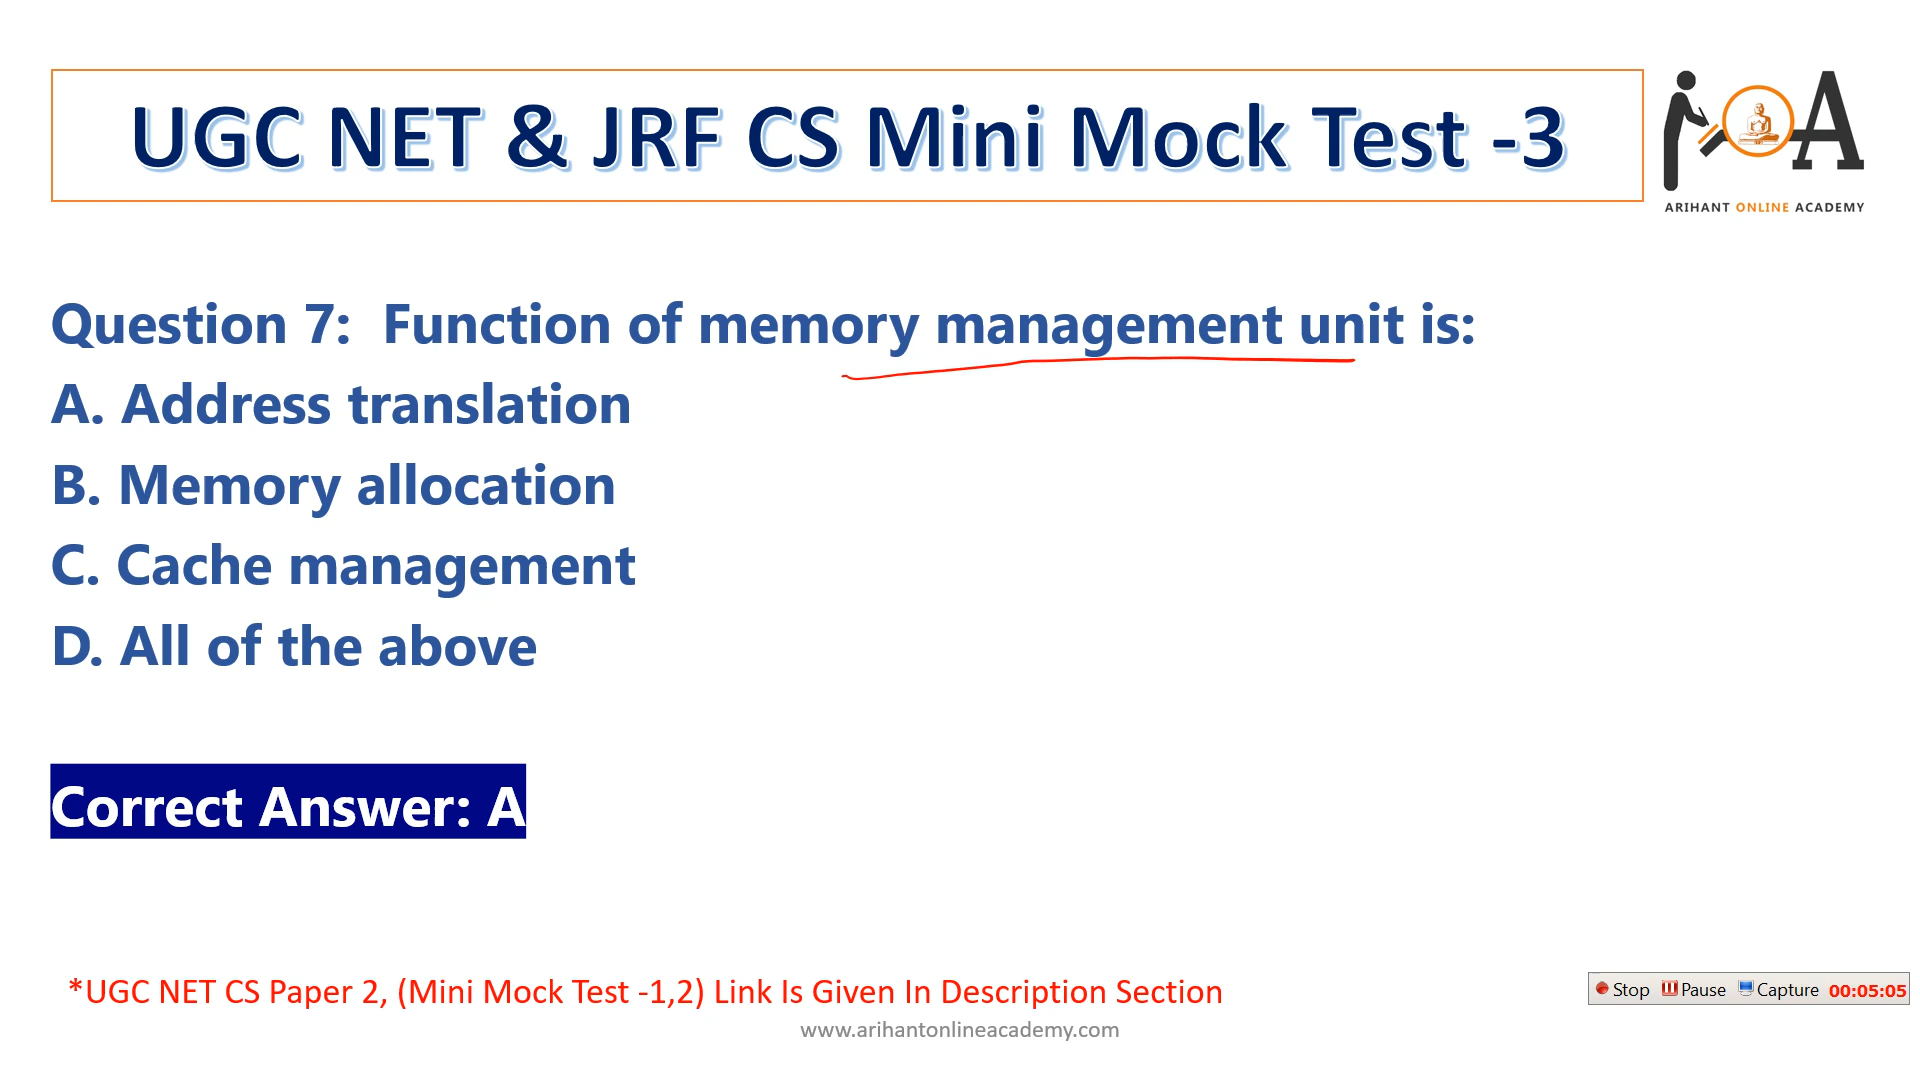 UGC NET & JRF CS Mini Mock Test -3
ARIHANT ONLINE ACADEMY
Question 7: Function of memory management unit is:
A. Address translation
B. Memory allocation
C. Cache management
D. All of the above
Correct Answer: A
*UGC NET CS Paper 2, (Mini Mock Test -1,2) Link Is Given In Description Section
Stop Pause Capture 00:05:05
www.arihantonlineacademy.com